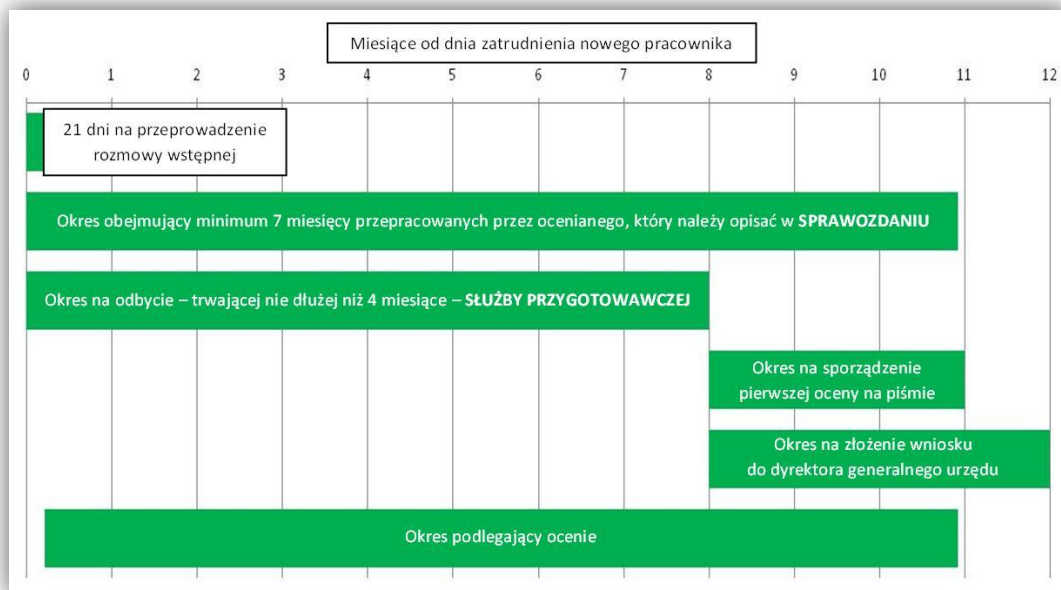 Miesiące od dnia zatrudnienia nowego pracownika
0 1 2 3 4 5 6 7 8 9 10 11 12
21 dni na przeprowadzenie
rozmowy wstępnej
Okres obejmujący minimum 7 miesięcy przepracowanych przez ocenianego, który należy opisać w SPRAWOZDANIU
Okres na odbycie – trwającej nie dłużej niż 4 miesiące – SŁUŻBY PRZYGOTOWAWCZEJ
Okres na sporządzenie
pierwszej oceny na piśmie
Okres na złożenie wniosku
do dyrektora generalnego urzędu
Okres podlegający ocenie